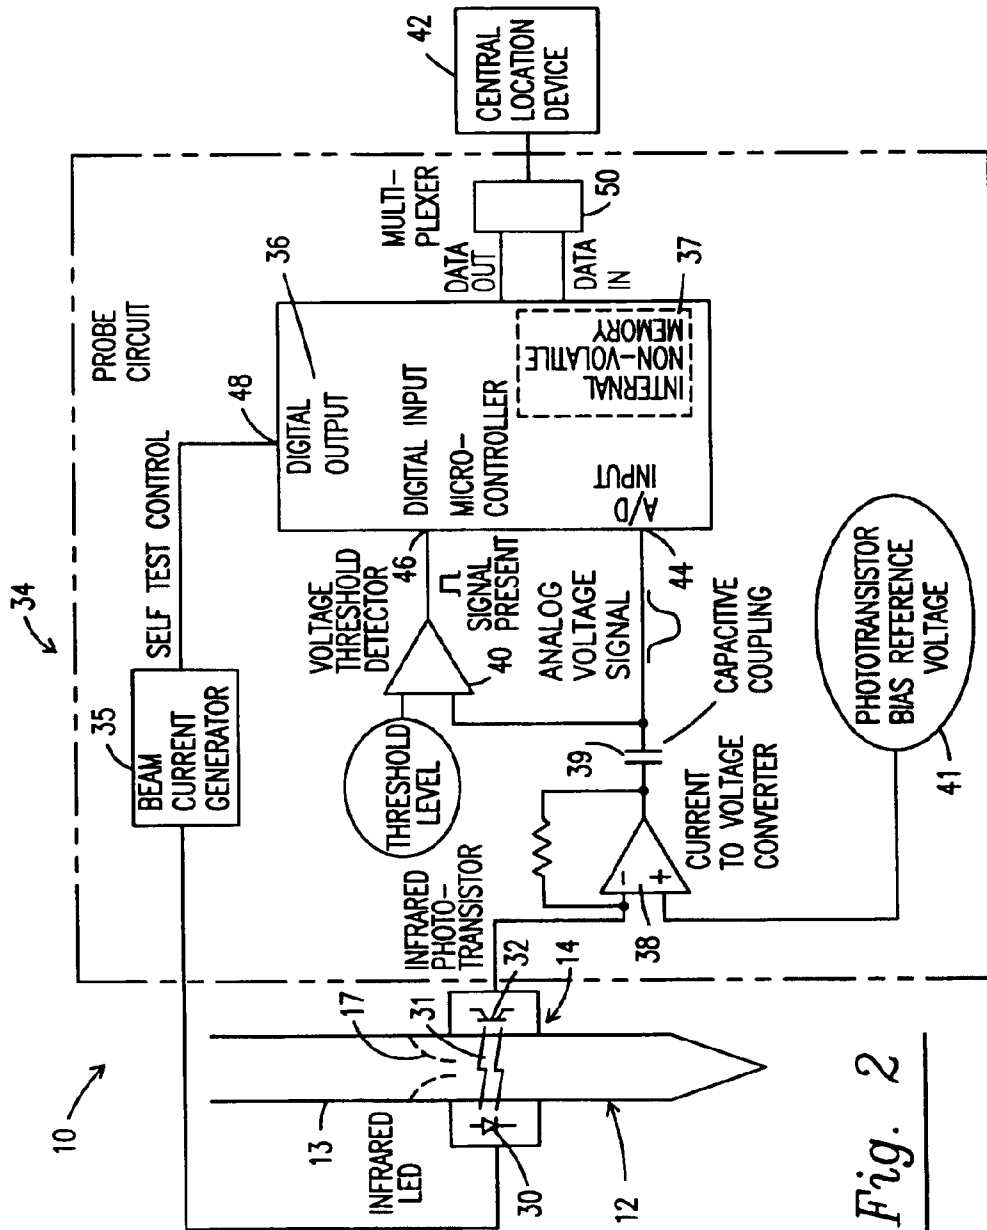 10
34
13
INFRARED
LED
30
12
17
31
INFRARED
PHOTO-
TRANSISTOR
32
14
35
BEAM
CURRENT
GENERATOR
SELF TEST CONTROL
PROBE
CIRCUIT
48
DIGITAL
OUTPUT
36
DIGITAL INPUT
MICRO-
CONTROLLER
A/D
INPUT
INTERNAL
NON-VOLATILE
MEMORY
37
VOLTAGE
THRESHOLD
DETECTOR
46
SIGNAL
PRESENT
40
THRESHOLD
LEVEL
ANALOG
VOLTAGE
SIGNAL
44
39
CAPACITIVE
COUPLING
38
-
+
CURRENT
TO VOLTAGE
CONVERTER
PHOTOTRANSISTOR
BIAS REFERENCE
VOLTAGE
41
MULTI-
PLEXER
DATA
OUT
DATA
IN
50
42
CENTRAL
LOCATION
DEVICE
Fig. 2